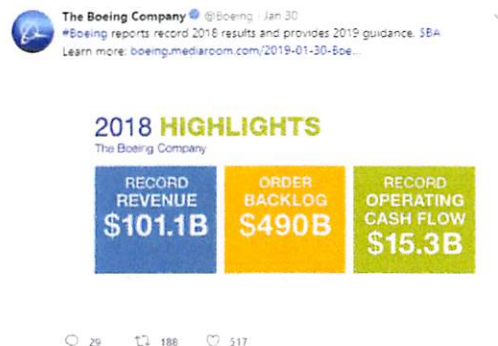 The Boeing Company @Boeing · Jan 30
#Boeing reports record 2018 results and provides 2019 guidance. $BA
Learn more: boeing.mediaroom.com/2019-01-30-Boe...
2018 HIGHLIGHTS
The Boeing Company
RECORD
REVENUE
$101.1B
ORDER
BACKLOG
$490B
RECORD
OPERATING
CASH FLOW
$15.3B
29 188 517